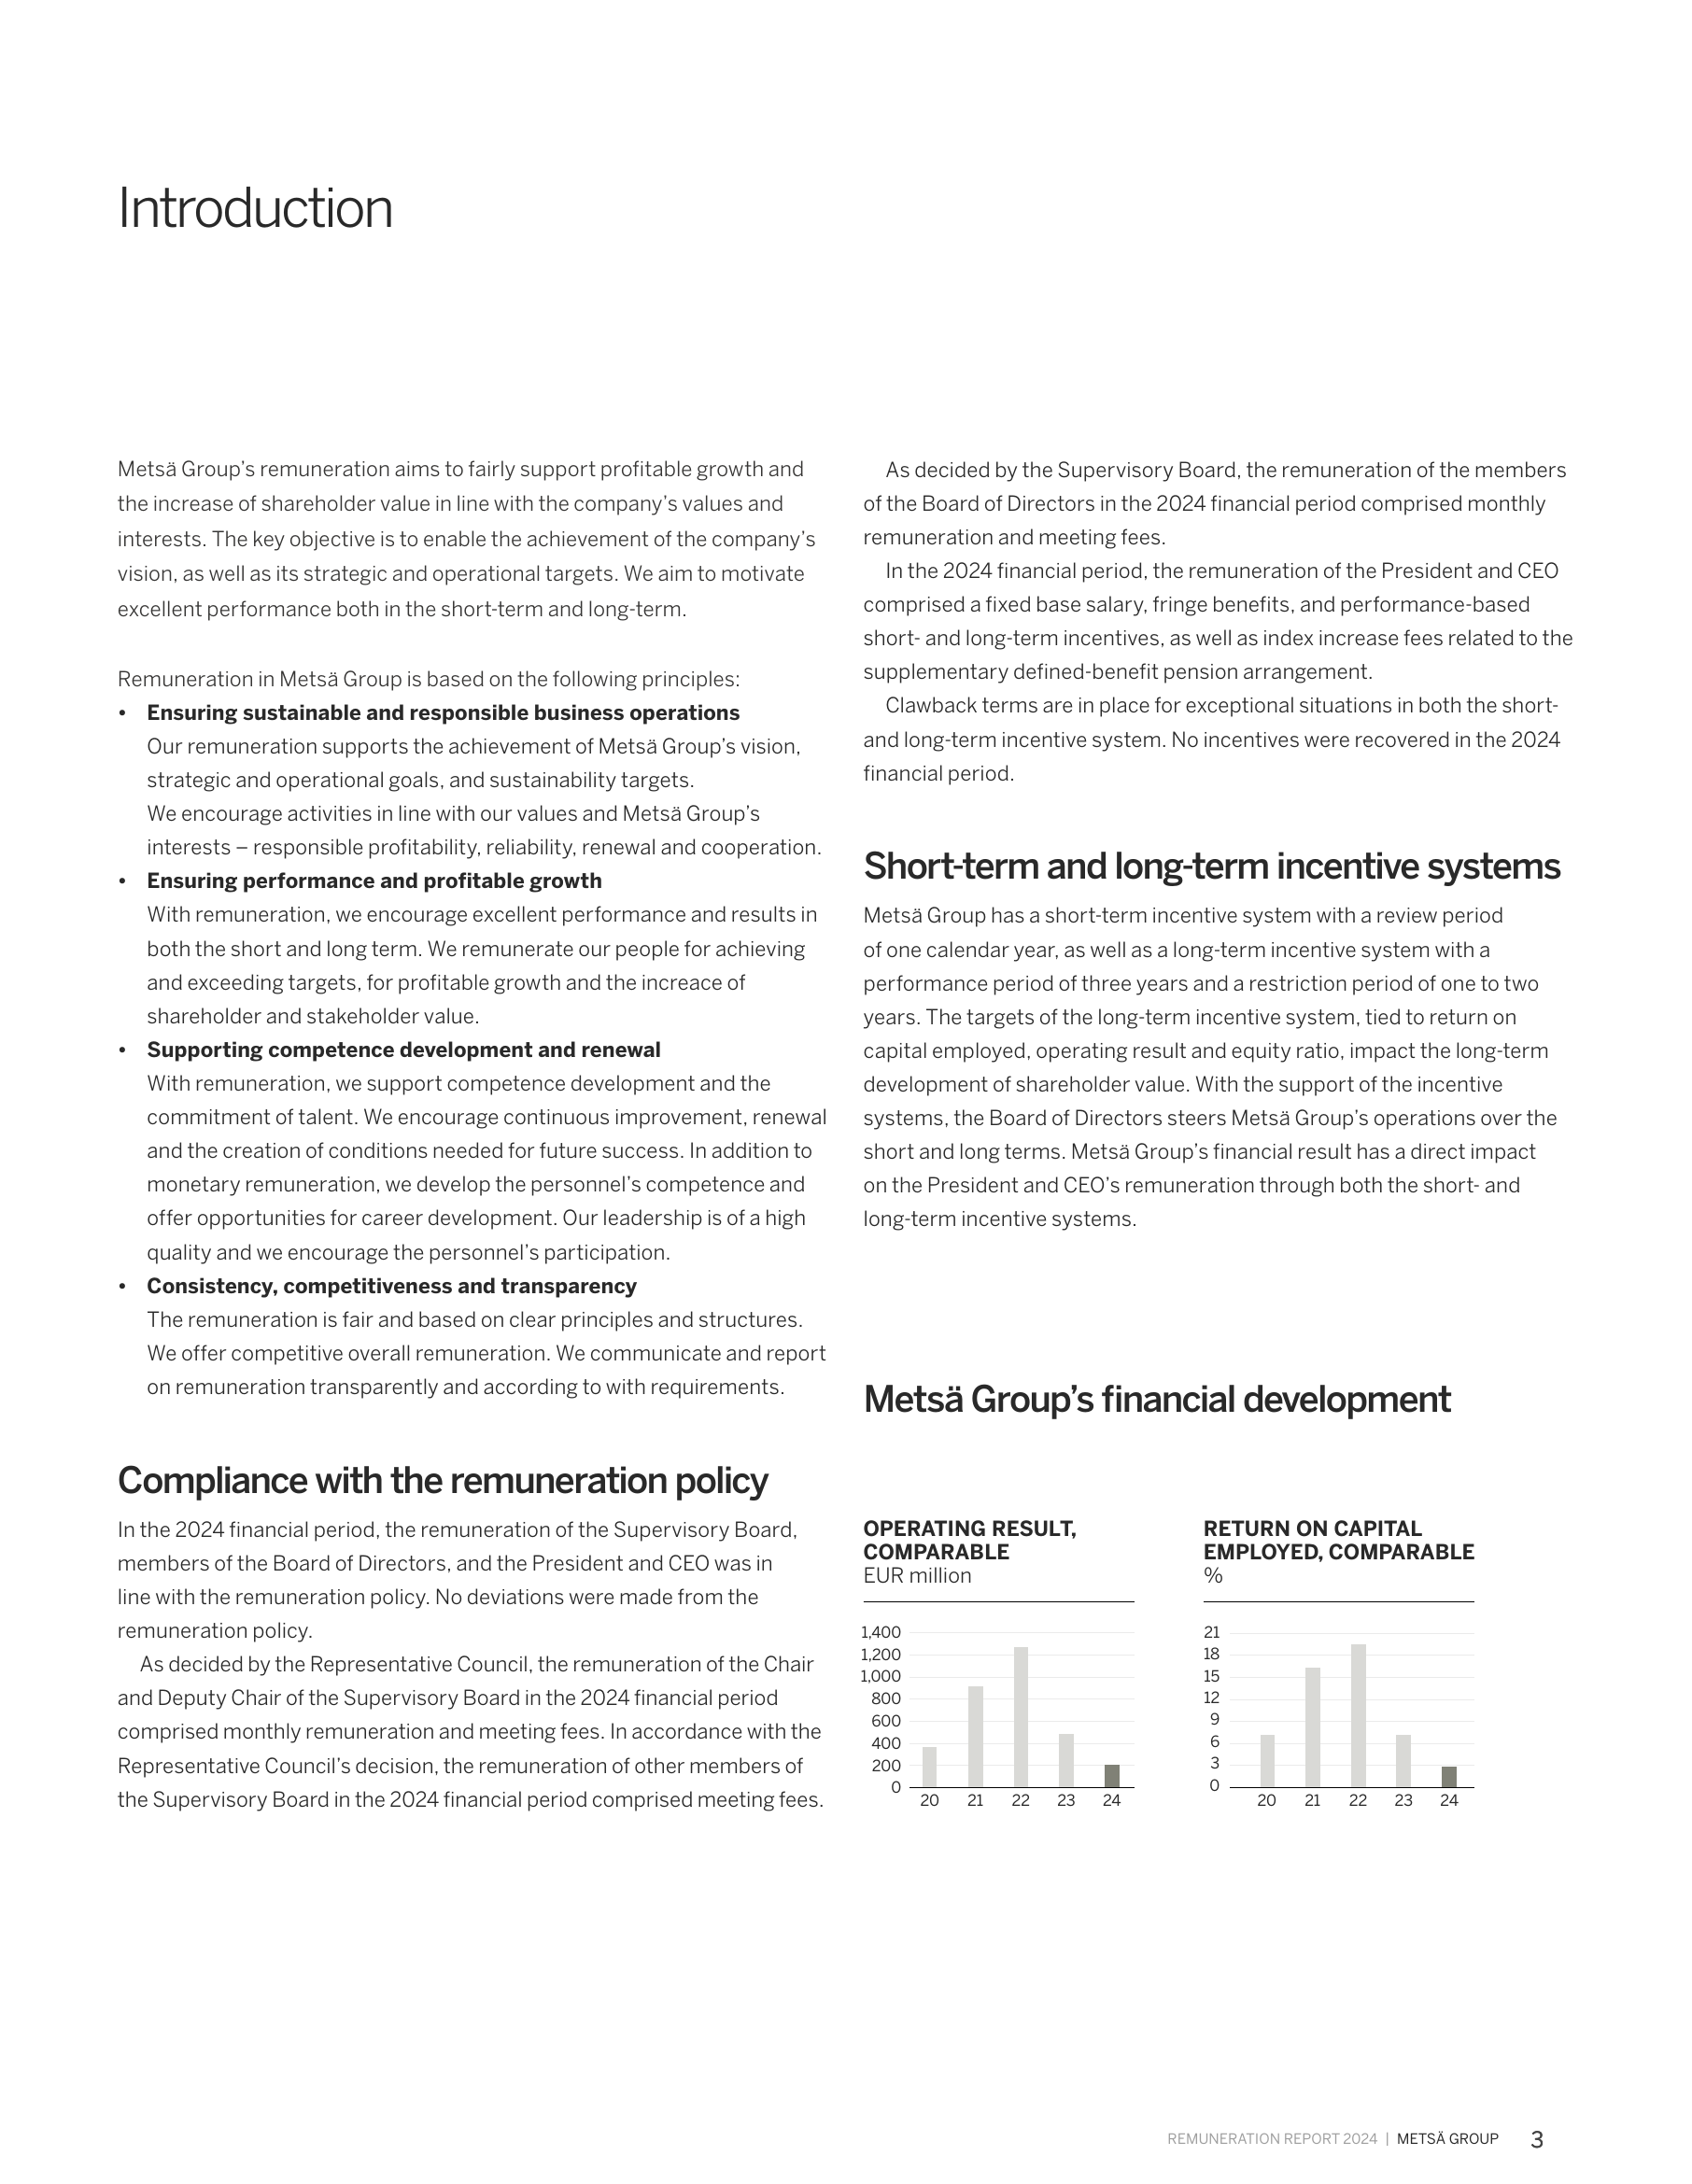 Introduction
Metsä Group’s remuneration aims to fairly support profitable growth and
the increase of shareholder value in line with the company’s values and
interests. The key objective is to enable the achievement of the company’s
vision, as well as its strategic and operational targets. We aim to motivate
excellent performance both in the short-term and long-term.
Remuneration in Metsä Group is based on the following principles:
• Ensuring sustainable and responsible business operations
Our remuneration supports the achievement of Metsä Group’s vision,
strategic and operational goals, and sustainability targets.
We encourage activities in line with our values and Metsä Group’s
interests – responsible profitability, reliability, renewal and cooperation.
• Ensuring performance and profitable growth
With remuneration, we encourage excellent performance and results in
both the short and long term. We remunerate our people for achieving
and exceeding targets, for profitable growth and the increace of
shareholder and stakeholder value.
• Supporting competence development and renewal
With remuneration, we support competence development and the
commitment of talent. We encourage continuous improvement, renewal
and the creation of conditions needed for future success. In addition to
monetary remuneration, we develop the personnel’s competence and
offer opportunities for career development. Our leadership is of a high
quality and we encourage the personnel’s participation.
• Consistency, competitiveness and transparency
The remuneration is fair and based on clear principles and structures.
We offer competitive overall remuneration. We communicate and report
on remuneration transparently and according to with requirements.
Compliance with the remuneration policy
In the 2024 financial period, the remuneration of the Supervisory Board,
members of the Board of Directors, and the President and CEO was in
line with the remuneration policy. No deviations were made from the
remuneration policy.
As decided by the Representative Council, the remuneration of the Chair
and Deputy Chair of the Supervisory Board in the 2024 financial period
comprised monthly remuneration and meeting fees. In accordance with the
Representative Council’s decision, the remuneration of other members of
the Supervisory Board in the 2024 financial period comprised meeting fees.
As decided by the Supervisory Board, the remuneration of the members
of the Board of Directors in the 2024 financial period comprised monthly
remuneration and meeting fees.
In the 2024 financial period, the remuneration of the President and CEO
comprised a fixed base salary, fringe benefits, and performance-based
short- and long-term incentives, as well as index increase fees related to the
supplementary defined-benefit pension arrangement.
Clawback terms are in place for exceptional situations in both the short-
and long-term incentive system. No incentives were recovered in the 2024
financial period.
Short-term and long-term incentive systems
Metsä Group has a short-term incentive system with a review period
of one calendar year, as well as a long-term incentive system with a
performance period of three years and a restriction period of one to two
years. The targets of the long-term incentive system, tied to return on
capital employed, operating result and equity ratio, impact the long-term
development of shareholder value. With the support of the incentive
systems, the Board of Directors steers Metsä Group’s operations over the
short and long terms. Metsä Group’s financial result has a direct impact
on the President and CEO’s remuneration through both the short- and
long-term incentive systems.
Metsä Group’s financial development
OPERATING RESULT,
COMPARABLE
EUR million
1,400
1,200
1,000
800
600
400
200
0
20 21 22 23 24
RETURN ON CAPITAL
EMPLOYED, COMPARABLE
%
21
18
15
12
9
6
3
0
20 21 22 23 24
REMUNERATION REPORT 2024 | METSÄ GROUP 3